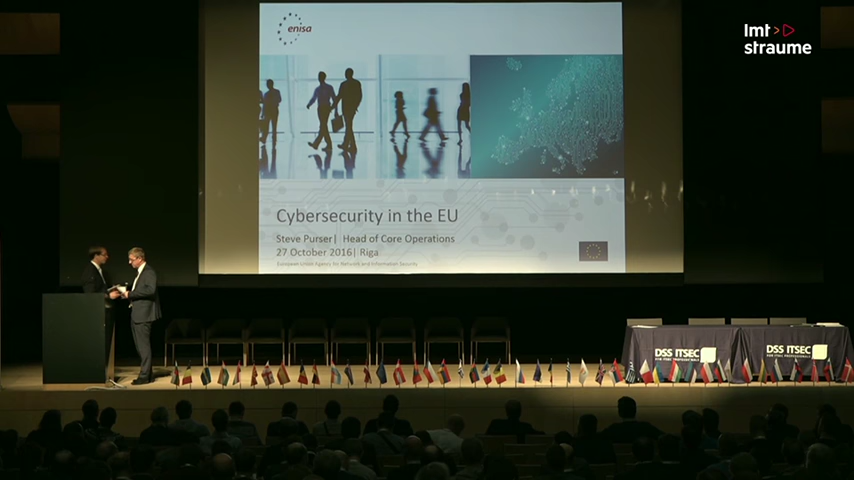 enisa
lmt
straume
Cybersecurity in the EU
Steve Purser| Head of Core Operations
27 October 2016| Riga
European Union Agency for Network and Information Security
DSS ITSEC
DSS ITSEC